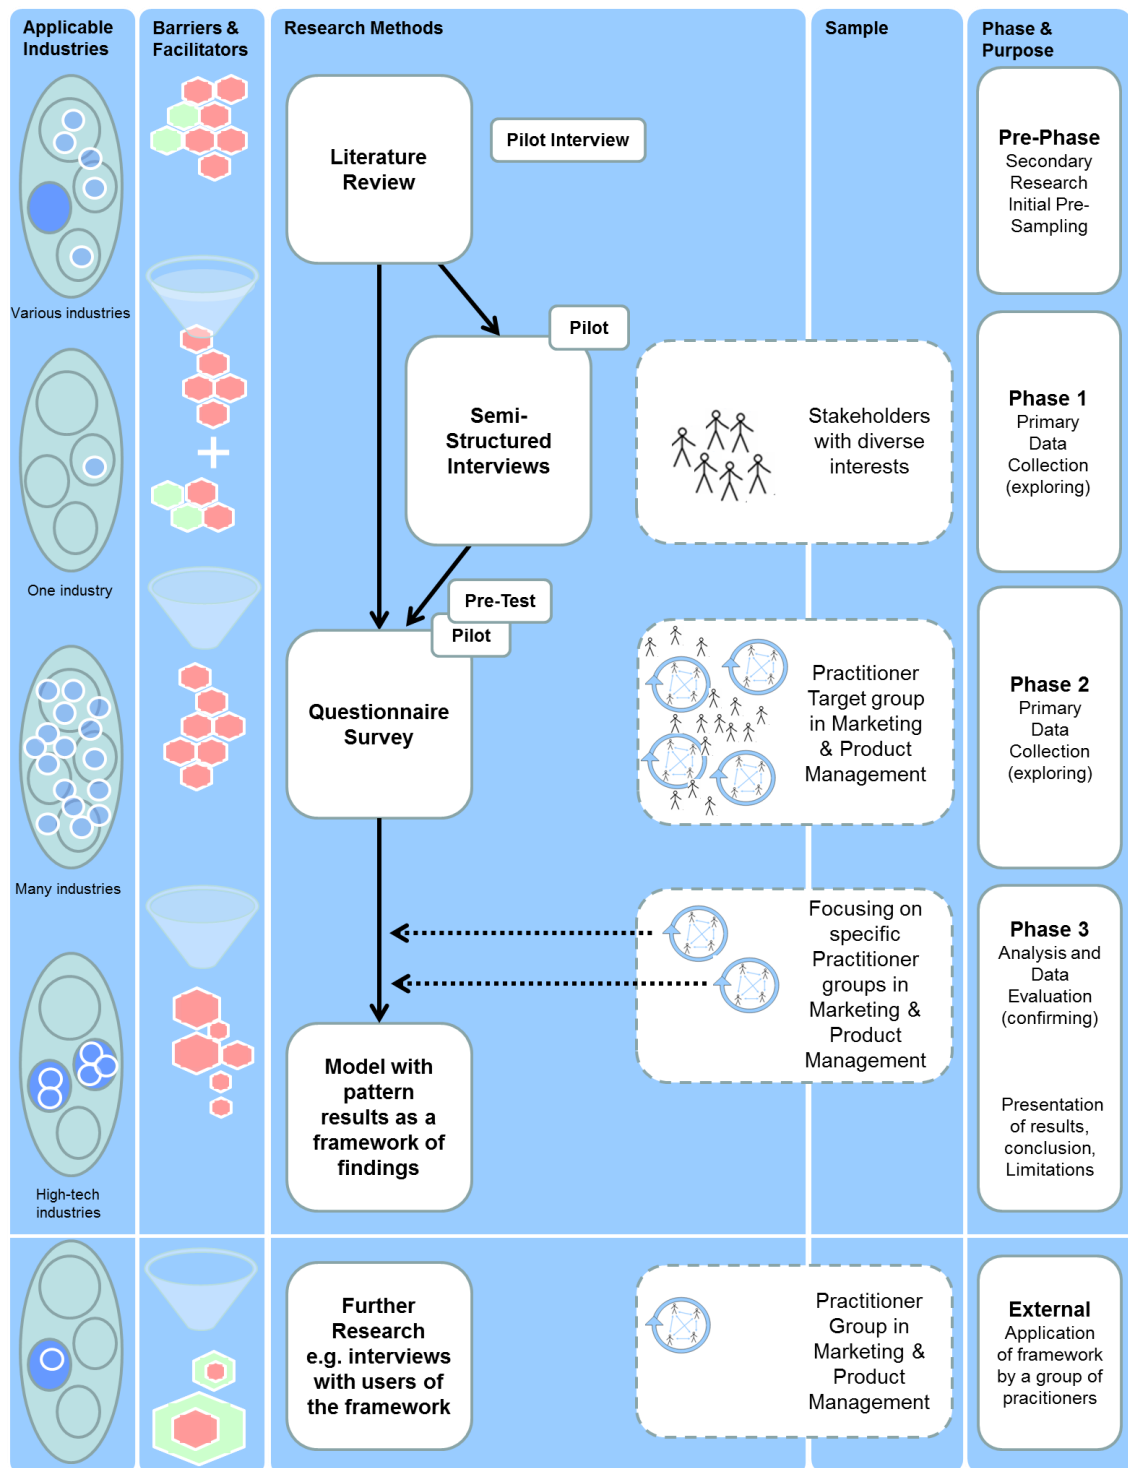 Applicable
Industries
Barriers &
Facilitators
Research Methods
Sample
Phase &
Purpose
Literature
Review
Pilot Interview
Pre-Phase
Secondary
Research
Initial Pre-
Sampling
Various industries
Pilot
Semi-
Structured
Interviews
Stakeholders
with diverse
interests
Phase 1
Primary
Data
Collection
(exploring)
One industry
Pre-Test
Pilot
Questionnaire
Survey
Practitioner
Target group
in Marketing
& Product
Management
Phase 2
Primary
Data
Collection
(exploring)
Many industries
Focusing on
specific
Practitioner
groups in
Marketing &
Product
Management
Phase 3
Analysis and
Data
Evaluation
(confirming)
Model with
pattern
results as a
framework of
findings
Presentation
of results,
conclusion,
Limitations
High-tech
industries
Further
Research
e.g. interviews
with users of
the framework
Practitioner
Group in
Marketing &
Product
Management
External
Application
of framework
by a group of
pracitioners